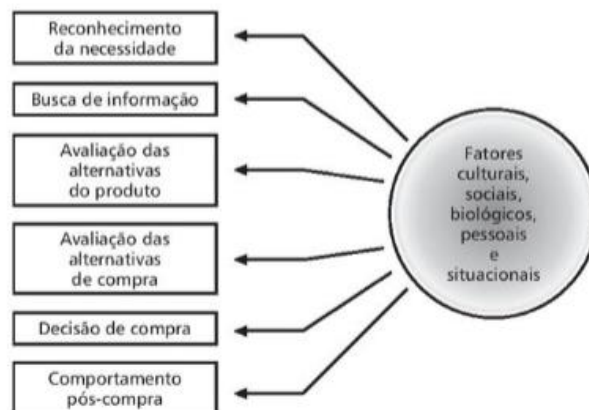 Reconhecimento
da necessidade
Busca de informação
Avaliação das
alternativas
do produto
Avaliação das
alternativas
de compra
Decisão de compra
Comportamento
pós-compra
Fatores
culturais,
sociais,
biológicos,
pessoais
e
situacionais